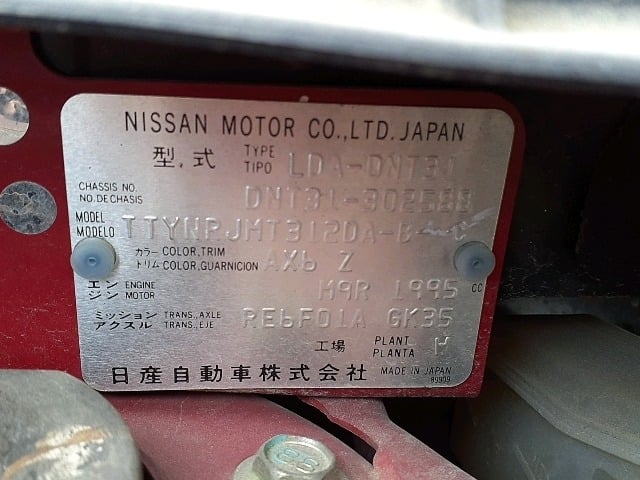 NISSAN MOTOR CO.,LTD. JAPAN
型.式 TYPE TIPO LDA-DNT31
CHASSIS NO. NO.DE CHASIS DNT31-302588
MODEL MODELO TTYNPJMT312DA-B
カラー COLOR,TRIM
トリム COLOR,GUARNICION AX6 Z
エンジン ENGINE MOTOR M9R 1995 CC
ミッション TRANS.,AXLE
アクスル TRANS.,EJE RE6F01A GK35
工場 PLANT PLANTA M
日産自動車株式会社 MADE IN JAPAN
89909
88